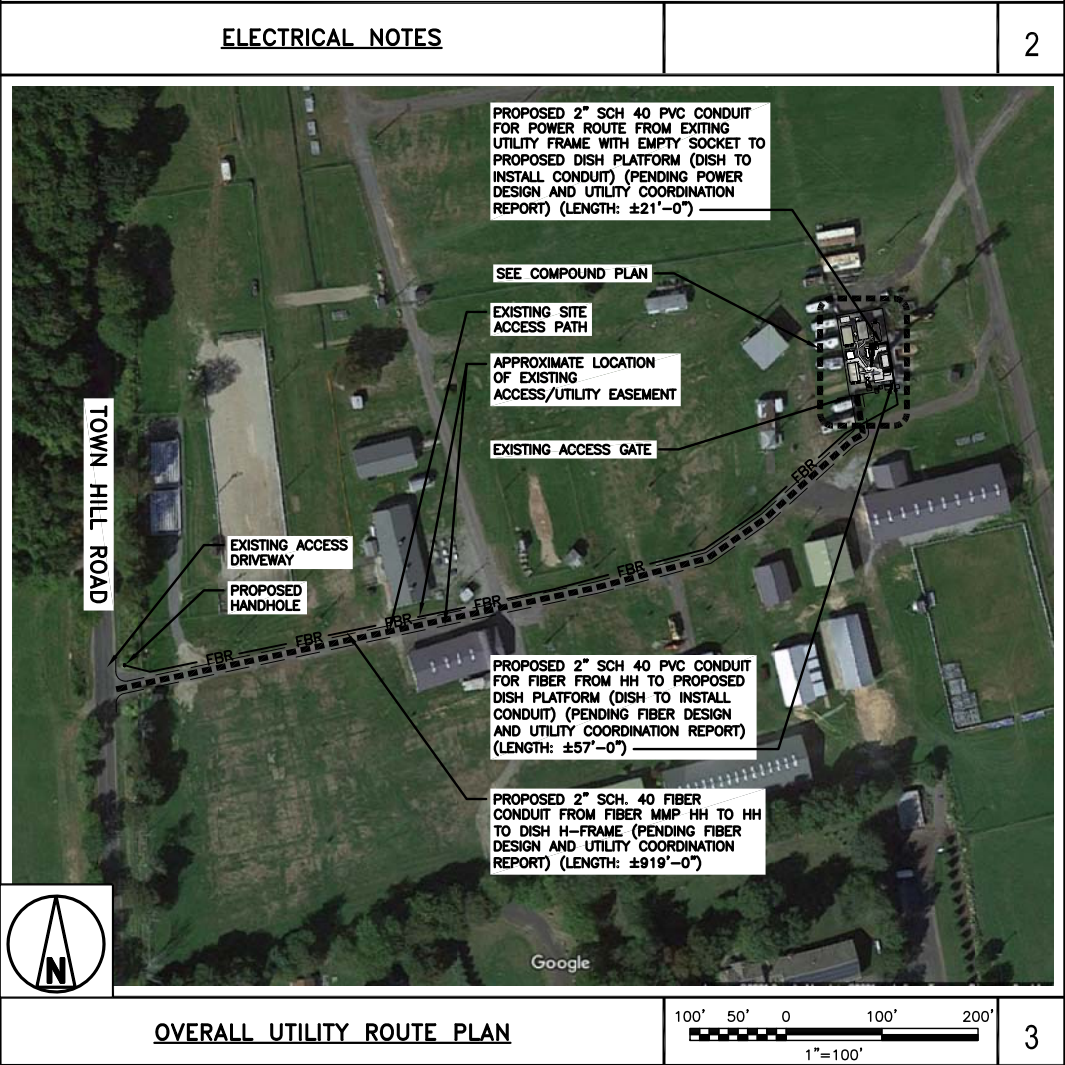 ELECTRICAL NOTES
2
PROPOSED 2" SCH 40 PVC CONDUIT
FOR POWER ROUTE FROM EXITING
UTILITY FRAME WITH EMPTY SOCKET TO
PROPOSED DISH PLATFORM (DISH TO
INSTALL CONDUIT) (PENDING POWER
DESIGN AND UTILITY COORDINATION
REPORT) (LENGTH: ±21'-0")
SEE COMPOUND PLAN
EXISTING SITE
ACCESS PATH
APPROXIMATE LOCATION
OF EXISTING
ACCESS/UTILITY EASEMENT
EXISTING ACCESS GATE
TOWN HILL ROAD
EXISTING ACCESS
DRIVEWAY
PROPOSED
HANDHOLE
FBR
FBR
FBR
FBR
FBR
FBR
PROPOSED 2" SCH 40 PVC CONDUIT
FOR FIBER FROM HH TO PROPOSED
DISH PLATFORM (DISH TO INSTALL
CONDUIT) (PENDING FIBER DESIGN
AND UTILITY COORDINATION REPORT)
(LENGTH: ±57'-0")
PROPOSED 2" SCH. 40 FIBER
CONDUIT FROM FIBER MMP HH TO HH
TO DISH H-FRAME (PENDING FIBER
DESIGN AND UTILITY COORDINATION
REPORT) (LENGTH: ±919'-0")
N
Google
OVERALL UTILITY ROUTE PLAN
100' 50' 0 100' 200'
1"=100'
3